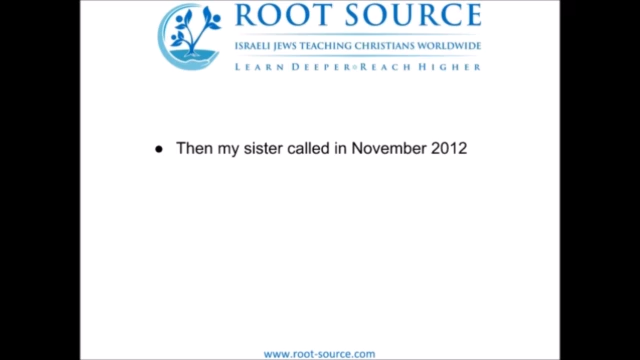 ROOT SOURCE
ISRAELI JEWS TEACHING CHRISTIANS WORLDWIDE
LEARN DEEPER REACH HIGHER
● Then my sister called in November 2012
www.root-source.com